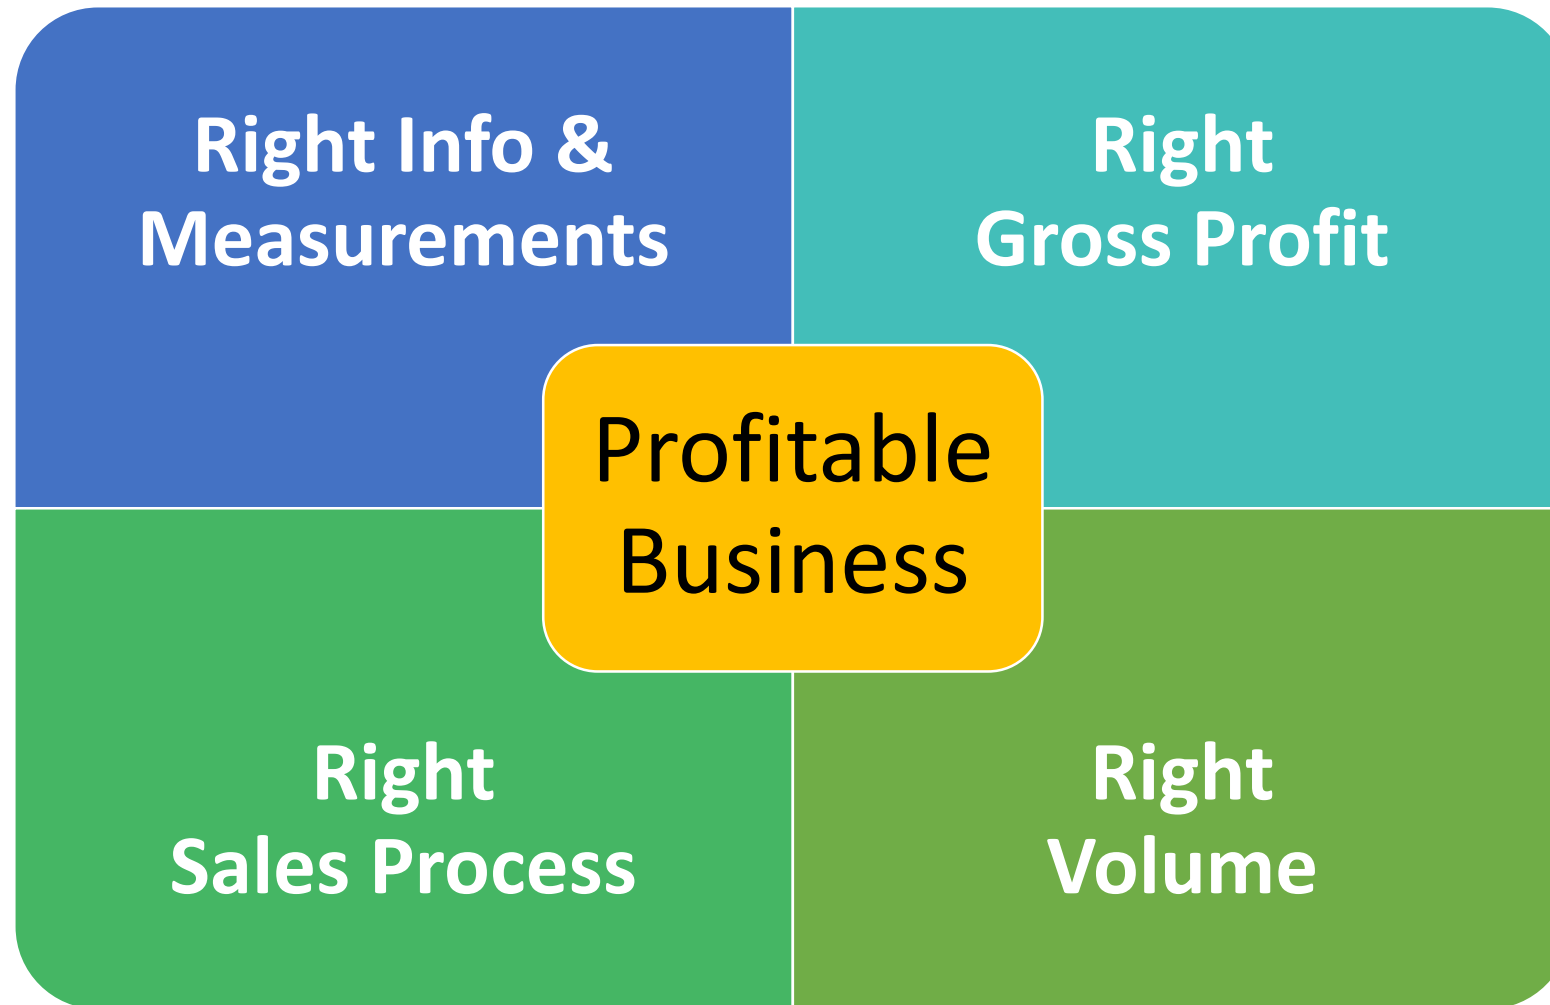 Right Info &
Measurements
Right
Gross Profit
Profitable
Business
Right
Sales Process
Right
Volume